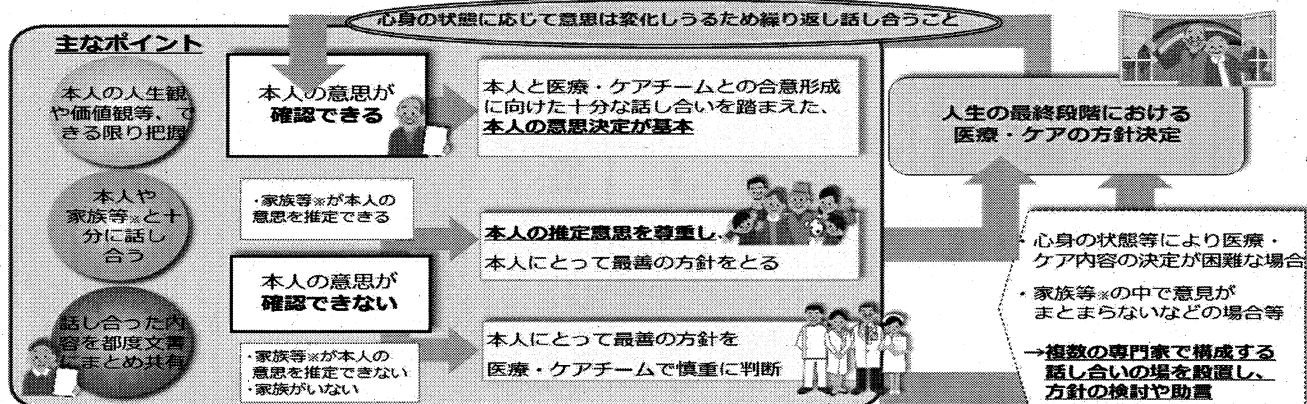 心身の状態に応じて意思は変化しうるため繰り返し話し合うこと
主なポイント
本人の人生観
や価値観等、で
きる限り把握
本人や
家族等※と十
分に話し
合う
話し合った内
容を都度文書
にまとめ共有
本人の意思が
確認できる
本人と医療・ケアチームとの合意形成
に向けた十分な話し合いを踏まえた、
本人の意思決定が基本
・家族等※が本人の
意思を推定できる
本人の意思が
確認できない
・家族等※が本人の
意思を推定できない
・家族がいない
本人の推定意思を尊重し、
本人にとって最善の方針をとる
本人にとって最善の方針を
医療・ケアチームで慎重に判断
人生の最終段階における
医療・ケアの方針決定
・心身の状態等により医療・
ケア内容の決定が困難な場合
・家族等※の中で意見が
まとまらないなどの場合等
→複数の専門家で構成する
話し合いの場を設置し、
方針の検討や助言